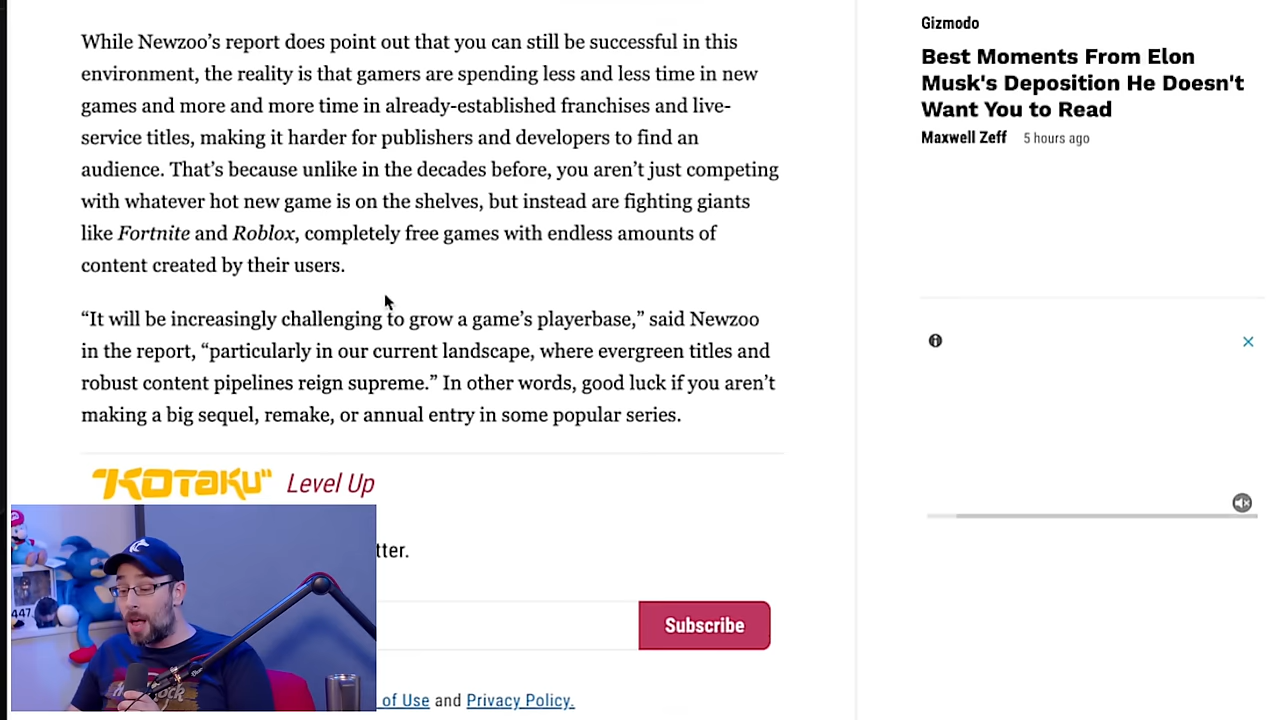 While Newzoo’s report does point out that you can still be successful in this
environment, the reality is that gamers are spending less and less time in new
games and more and more time in already-established franchises and live-
service titles, making it harder for publishers and developers to find an
audience. That’s because unlike in the decades before, you aren’t just competing
with whatever hot new game is on the shelves, but instead are fighting giants
like Fortnite and Roblox, completely free games with endless amounts of
content created by their users.
“It will be increasingly challenging to grow a game’s playerbase,” said Newzoo
in the report, “particularly in our current landscape, where evergreen titles and
robust content pipelines reign supreme.” In other words, good luck if you aren’t
making a big sequel, remake, or annual entry in some popular series.
"KOTAKU" Level Up
tter.
Subscribe
of Use and Privacy Policy.
Gizmodo
Best Moments From Elon
Musk's Deposition He Doesn't
Want You to Read
Maxwell Zeff 5 hours ago
447